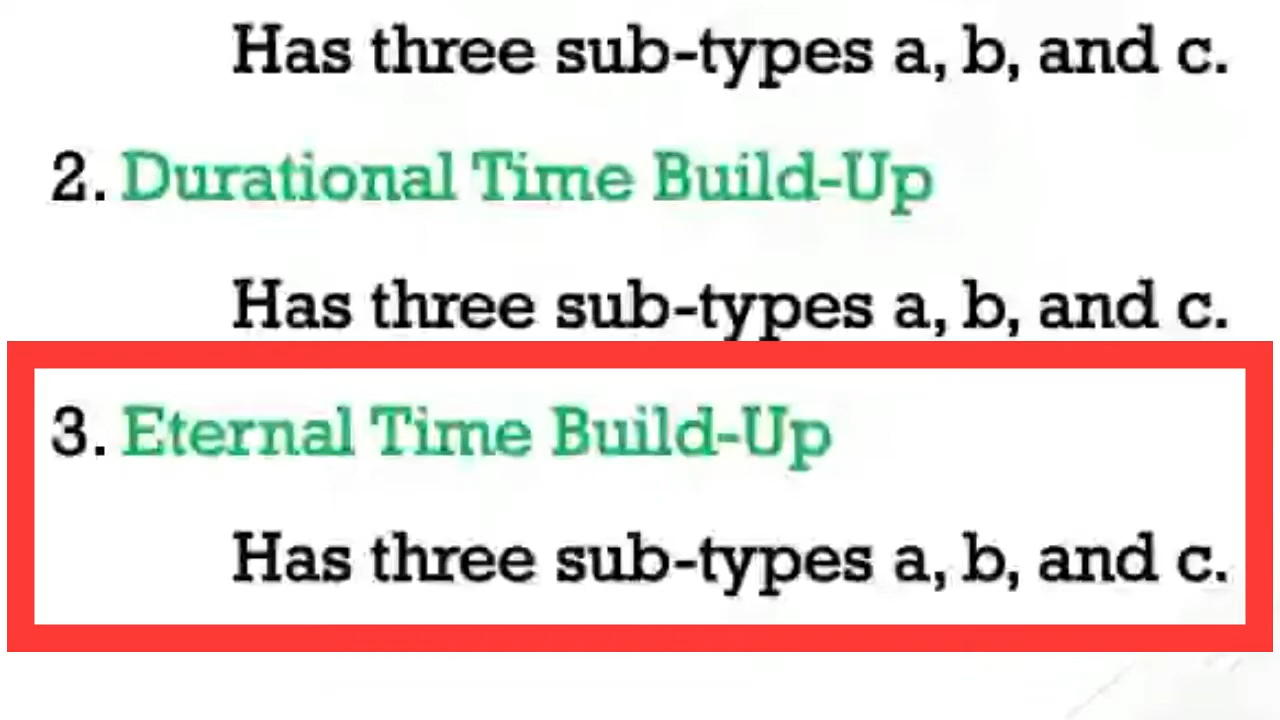 Has three sub-types a, b, and c.
2. Durational Time Build-Up
Has three sub-types a, b, and c.
3. Eternal Time Build-Up
Has three sub-types a, b, and c.